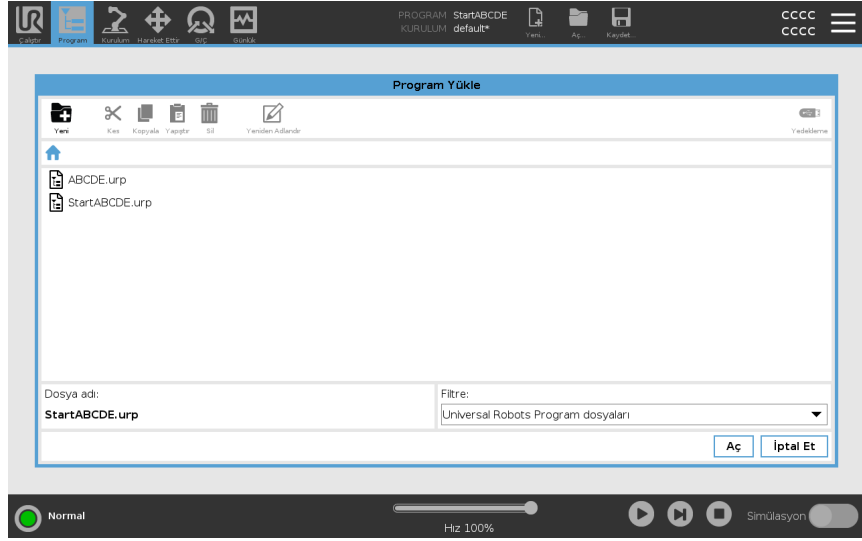 UR
PROGRAM StartABCDE
KURULUM default*
cccc
cccc
Çalıştır Program Kurulum Hareket Ettir G/Ç Günlük Yeni... Aç... Kaydet...
Program Yükle
Yeni Kes Kopyala Yapıştır Sil Yeniden Adlandır Yedekleme
ABCDE.urp
StartABCDE.urp
Dosya adı:
StartABCDE.urp
Filtre:
Universal Robots Program dosyaları
Aç İptal Et
Normal
Hız 100%
Simülasyon